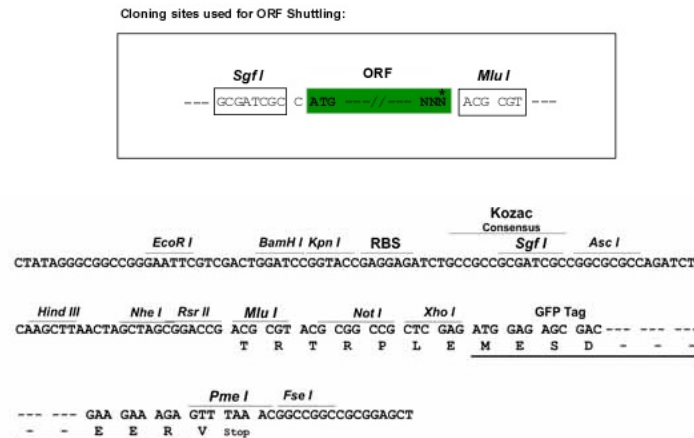 Cloning sites used for ORF Shuttling:
Sgf I ORF Mlu I
--- GCGATCGC C ATG ---//--- NNN* ACG CGT ---
Kozac
Consensus
EcoR I BamH I Kpn I RBS Sgf I Asc I
CTATAGGGCGGCCGGGAATTCGTCGACTGGATCCGGTACCGAGGAGATCTGCCGCCGCGATCGCCGGCGCGCCAGATCT
Hind III Nhe I Rsr II Mlu I Not I Xho I GFP Tag
CAAGCTTAACTAGCTAGCGGACCG ACG CGT ACG CGG CCG CTC GAG ATG GAG AGC GAC --- --- ---
T R T R P L E M E S D - - -
Pme I Fse I
--- --- GAA GAA AGA GTT TAA ACGGCCGGCCGCGGAGCT
- - E E R V Stop